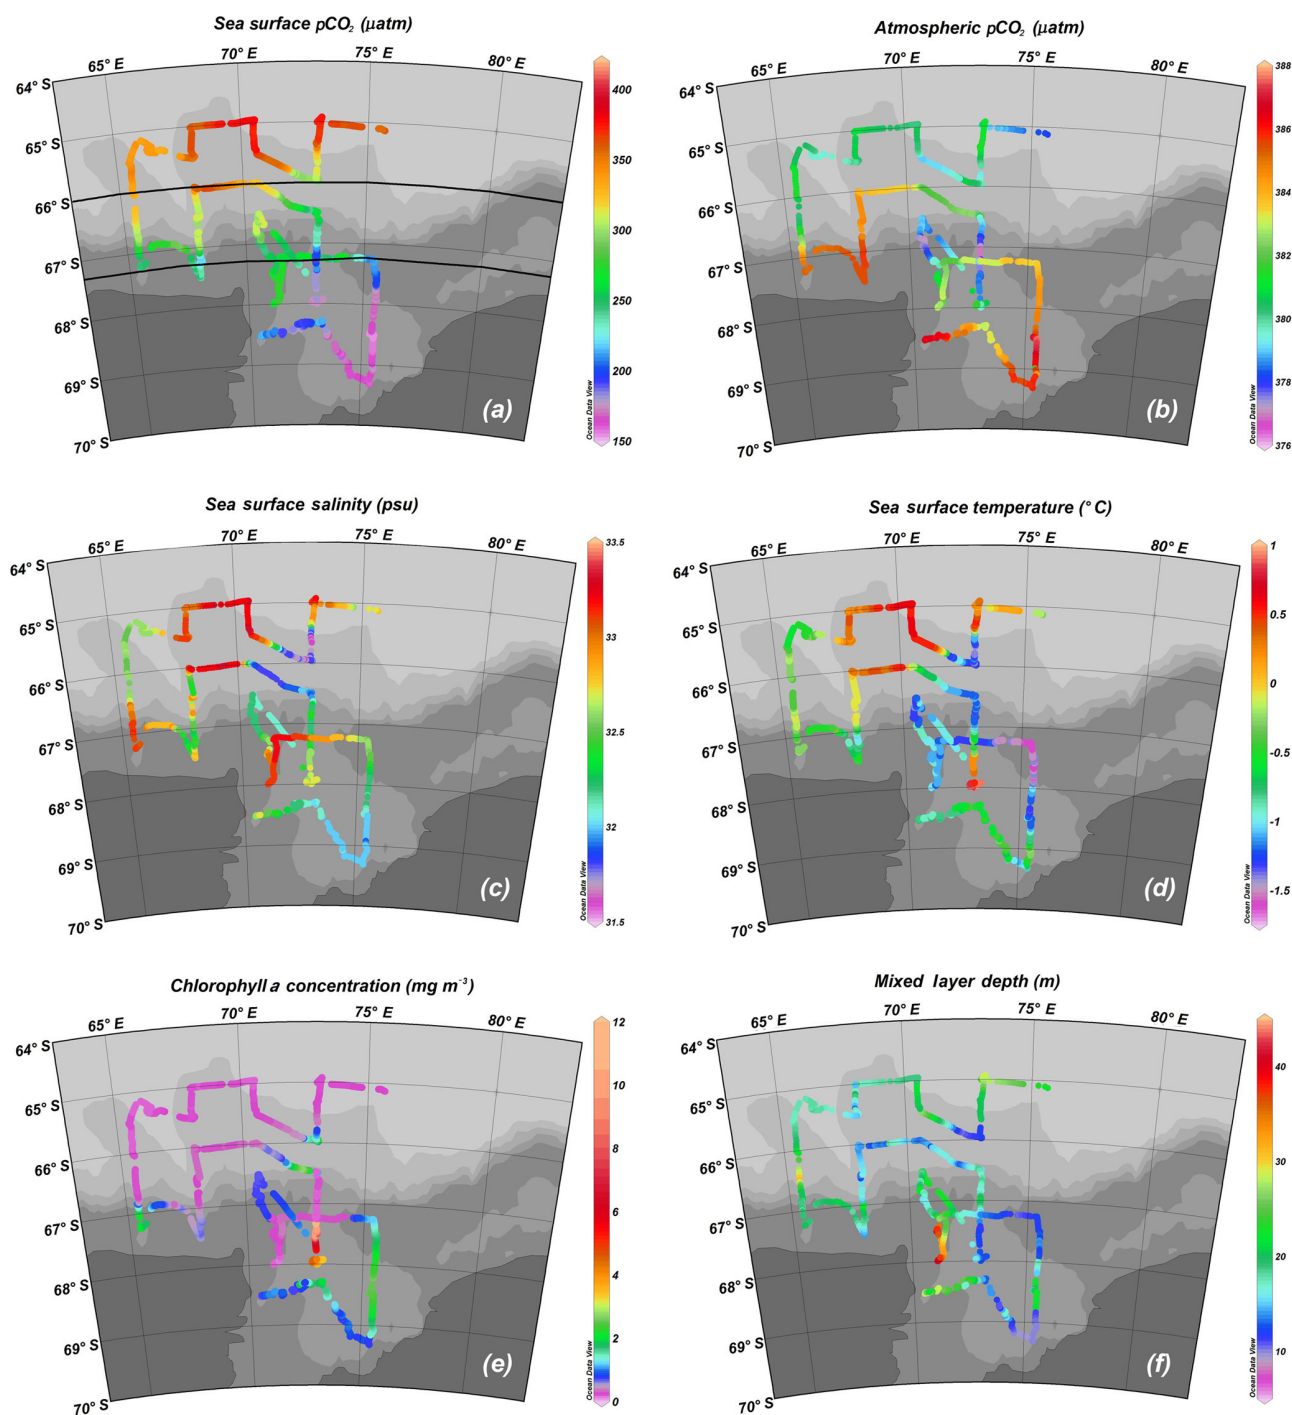 Sea surface pCO₂ (μatm)
65° E 70° E 75° E 80° E
64° S
65° S
66° S
67° S
68° S
69° S
70° S
400
350
300
250
200
150
Ocean Data View
(a)
Atmospheric pCO₂ (μatm)
70° E 75° E 80° E
64° S
65° S
66° S
67° S
68° S
69° S
70° S
388
386
384
382
380
378
376
Ocean Data View
(b)
Sea surface salinity (psu)
65° E 70° E 75° E 80° E
64° S
65° S
66° S
67° S
68° S
69° S
70° S
33.5
33
32.5
32
31.5
Ocean Data View
(c)
Sea surface temperature (° C)
65° E 70° E 75° E 80° E
64° S
65° S
66° S
67° S
68° S
69° S
70° S
1
0.5
0
-0.5
-1
-1.5
Ocean Data View
(d)
Chlorophyll a concentration (mg m⁻³)
65° E 70° E 75° E 80° E
64° S
65° S
66° S
67° S
68° S
69° S
70° S
12
10
8
6
4
2
0
Ocean Data View
(e)
Mixed layer depth (m)
70° E 75° E 80° E
64° S
65° S
66° S
67° S
68° S
69° S
70° S
40
30
20
10
Ocean Data View
(f)